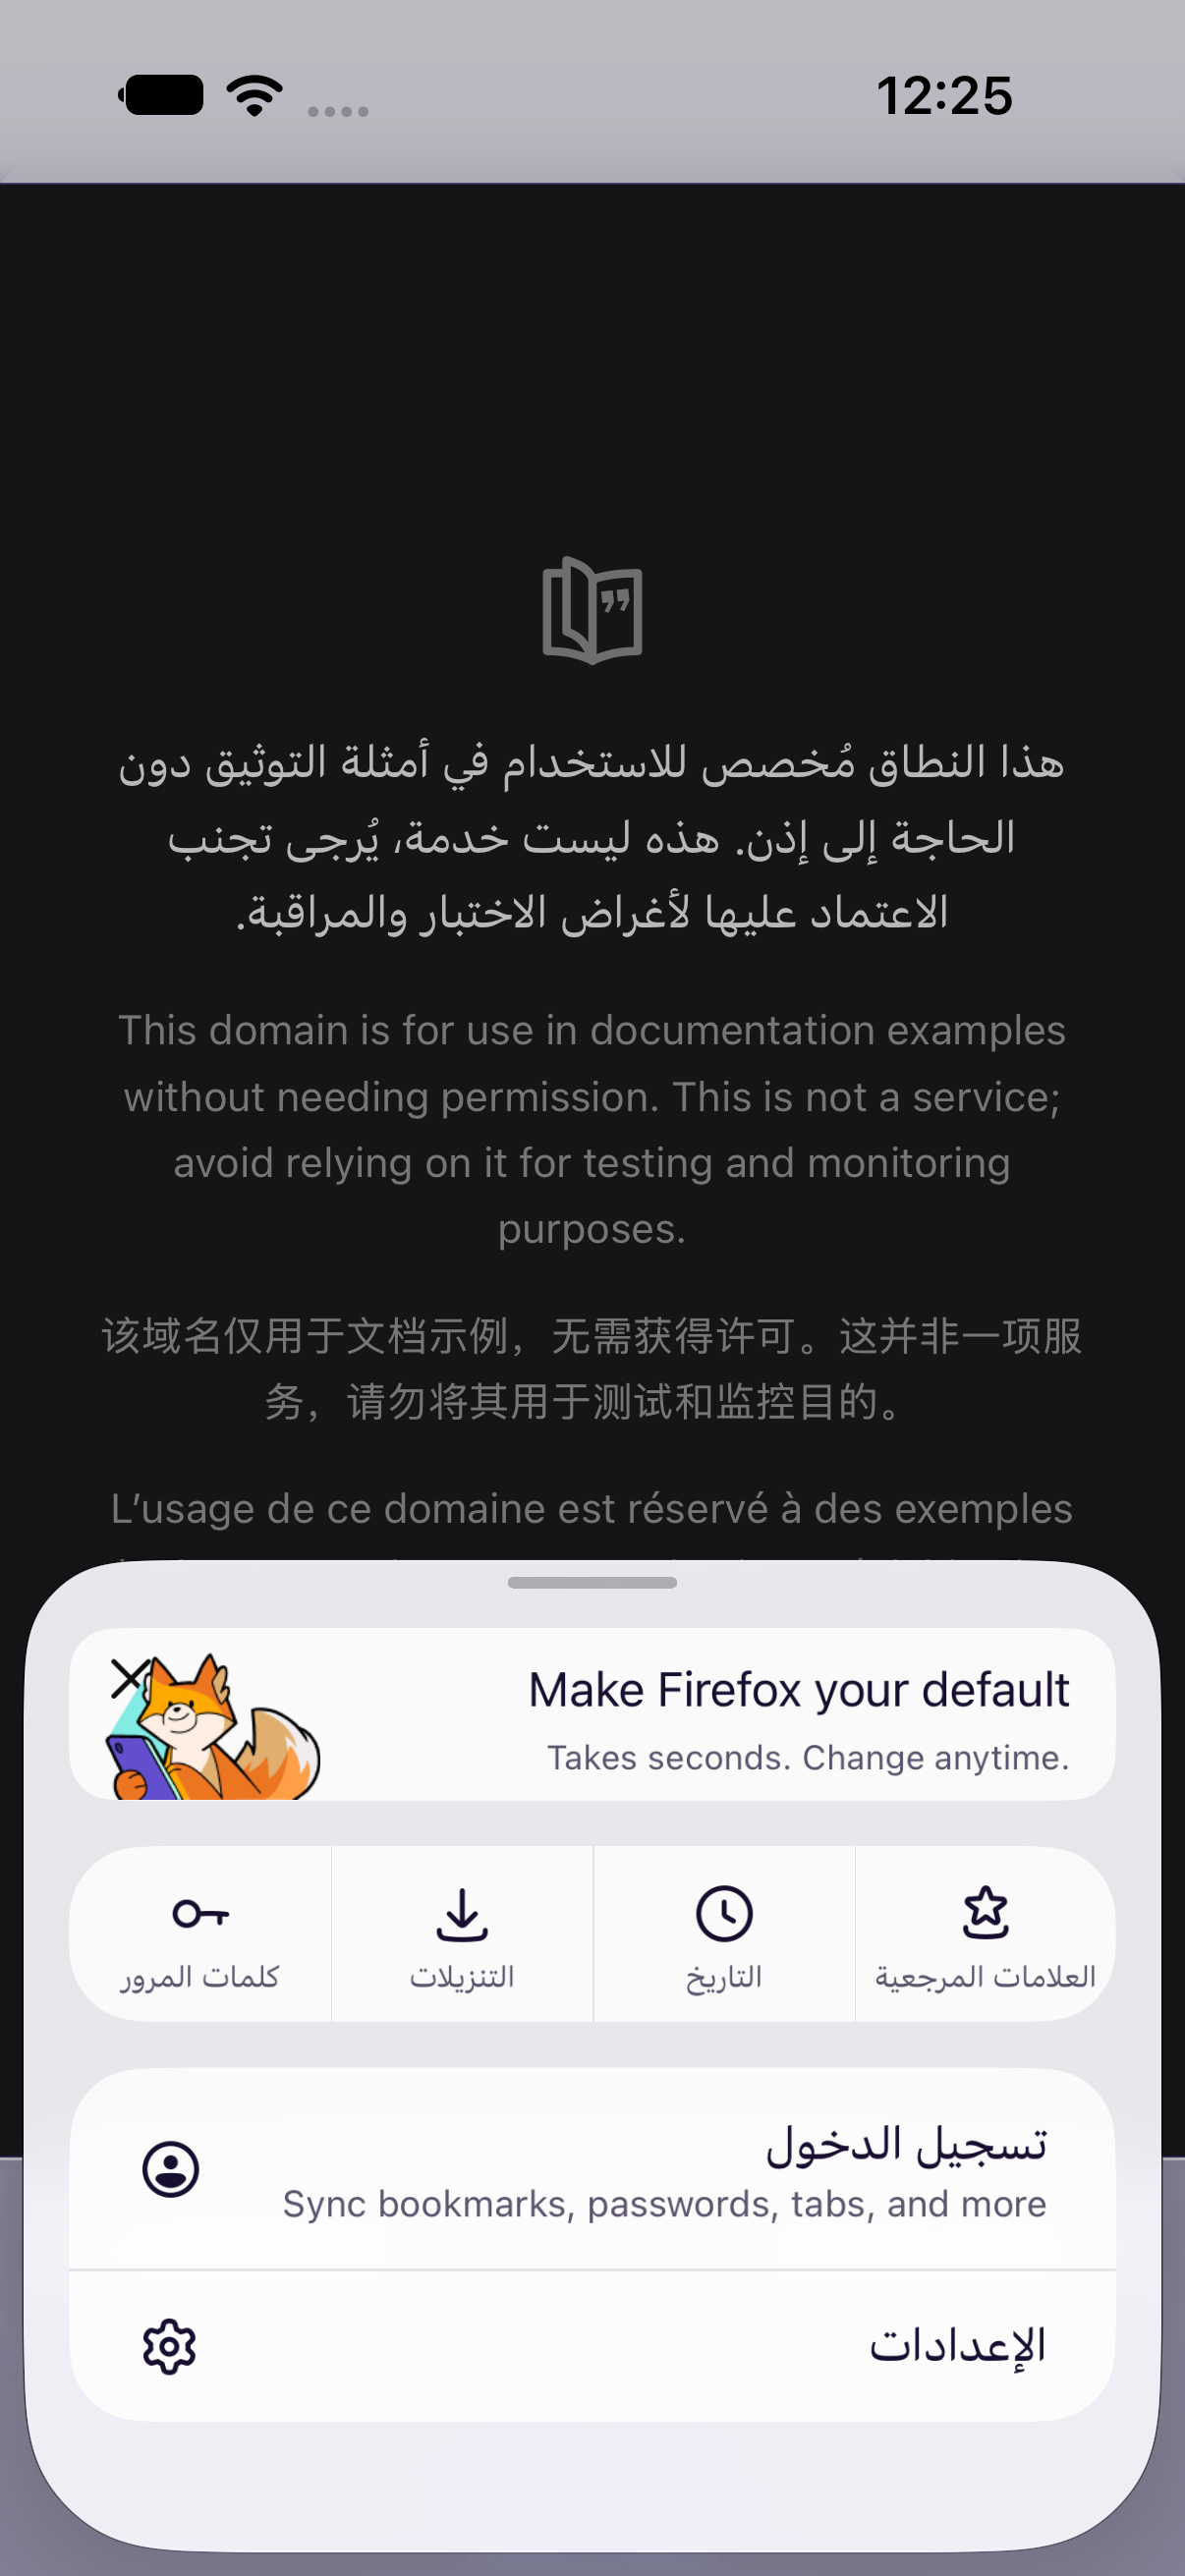 12:25
هذا النطاق مُخصص للاستخدام في أمثلة التوثيق دون
الحاجة إلى إذن. هذه ليست خدمة، يُرجى تجنب
الاعتماد عليها لأغراض الاختبار والمراقبة.
This domain is for use in documentation examples
without needing permission. This is not a service;
avoid relying on it for testing and monitoring
purposes.
该域名仅用于文档示例，无需获得许可。这并非一项服
务，请勿将其用于测试和监控目的。
L’usage de ce domaine est réservé à des exemples
Make Firefox your default
Takes seconds. Change anytime.
العلامات المرجعية
التاريخ
التنزيلات
كلمات المرور
تسجيل الدخول
Sync bookmarks, passwords, tabs, and more
الإعدادات